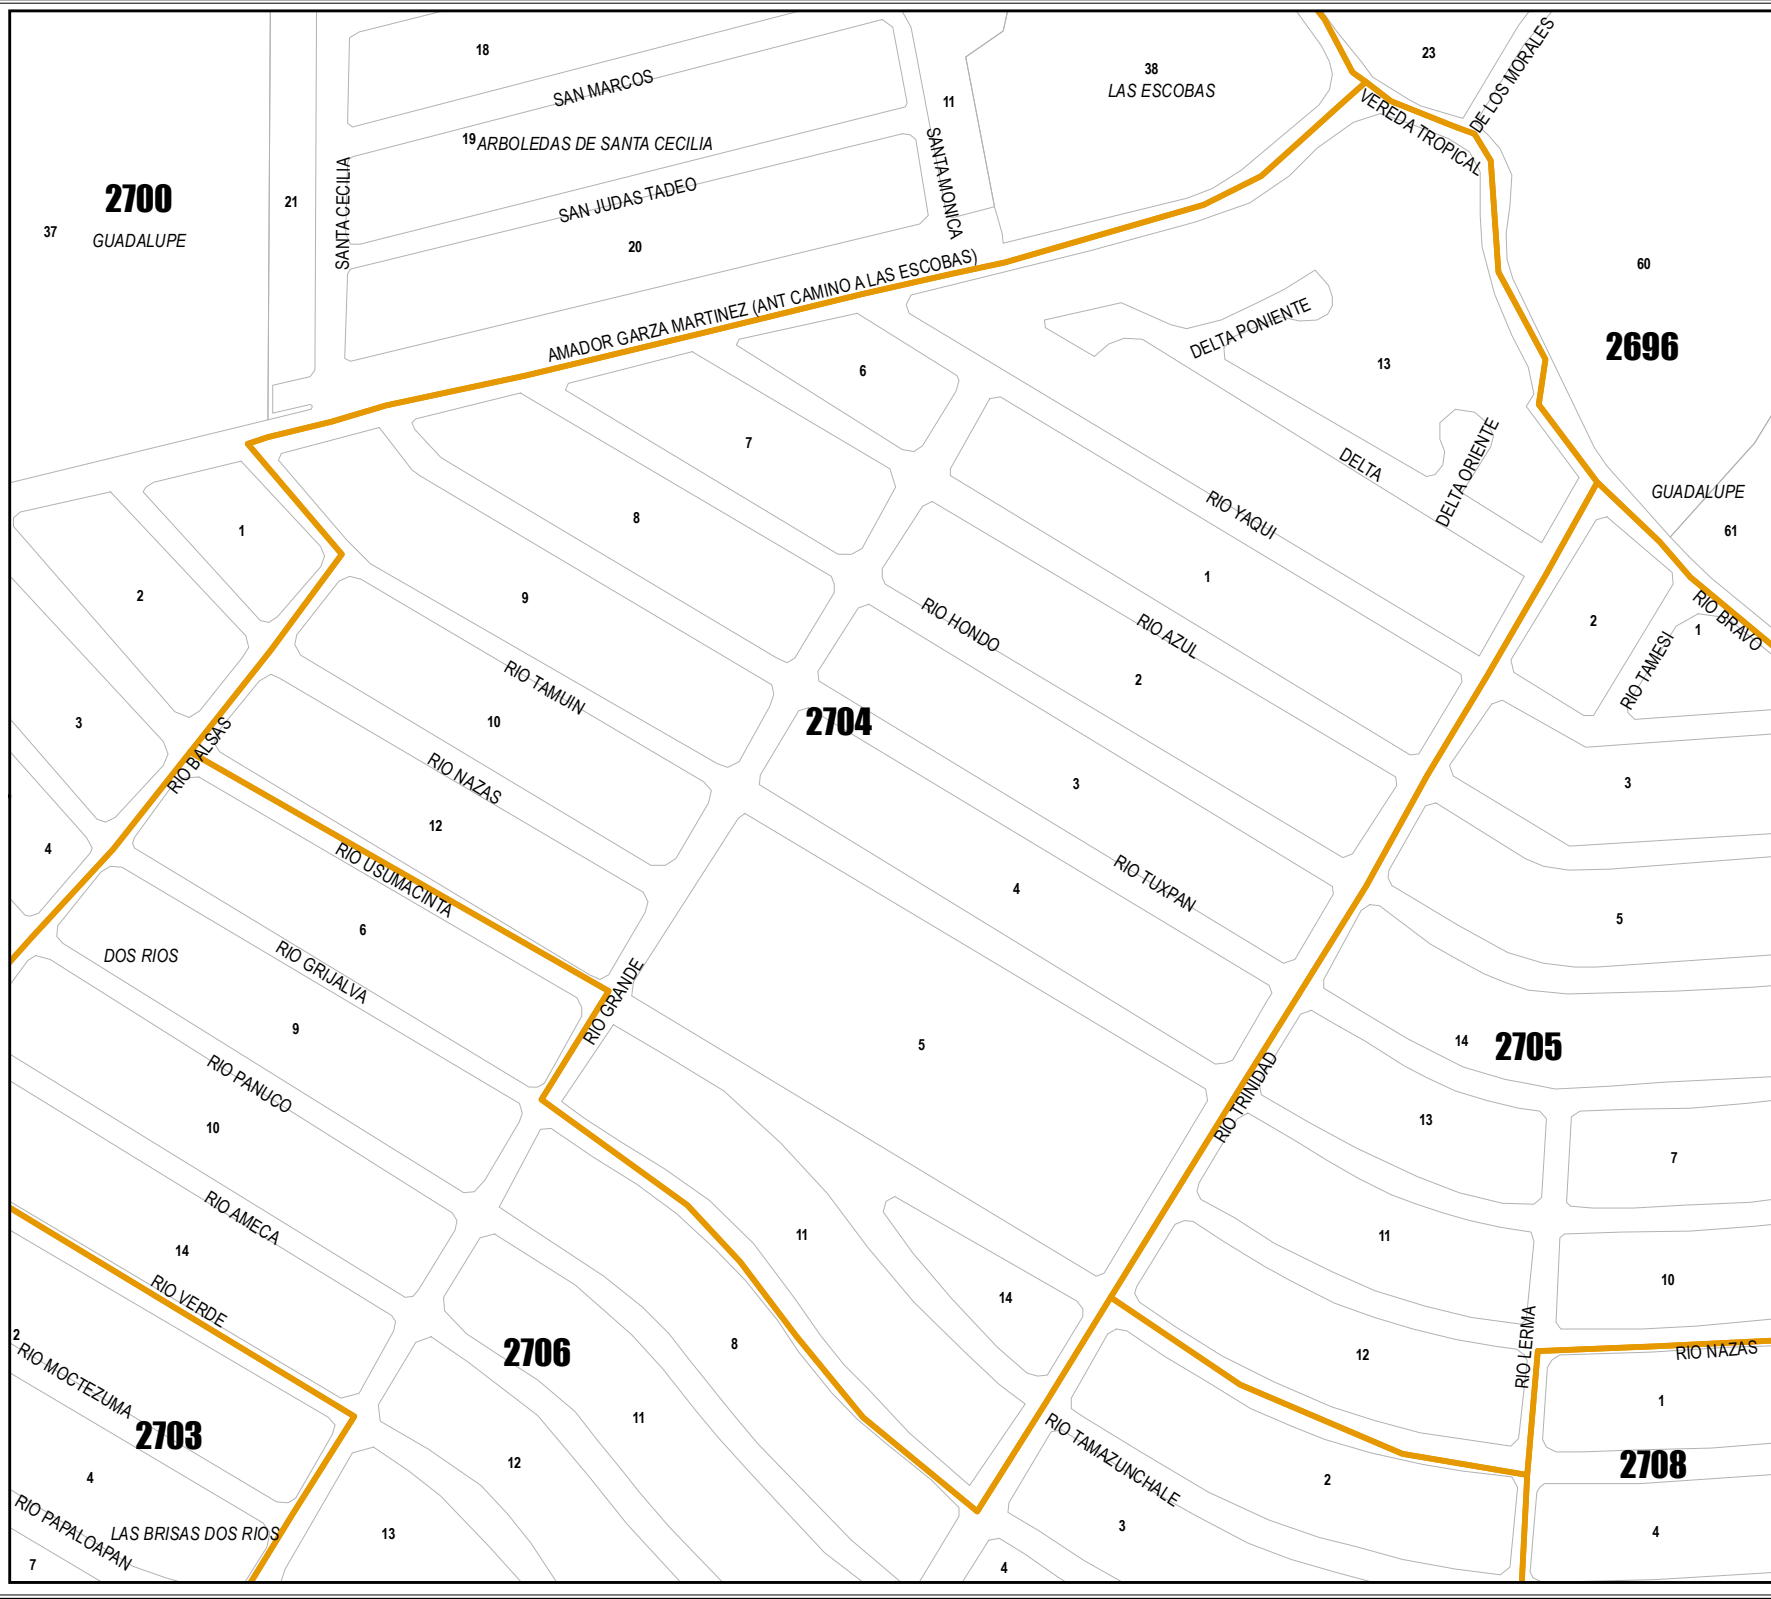 18
SAN MARCOS
19
ARBOLEDAS DE SANTA CECILIA
11
38
LAS ESCOBAS
23
DE LOS MORALES
VEREDA TROPICAL
2700
37
GUADALUPE
21
SANTA CECILIA
SAN JUDAS TADEO
20
SANTA MONICA
AMADOR GARZA MARTINEZ (ANT CAMINO A LAS ESCOBAS)
60
2696
DELTA PONIENTE
13
6
7
DELTA
DELTA ORIENTE
GUADALUPE
61
8
RIO YAQUI
1
1
2
9
RIO HONDO
RIO AZUL
2
RIO TAMESI
1
RIO BRAVO
2
RIO TAMUIN
3
10
2704
RIO BALSAS
RIO NAZAS
3
3
12
4
RIO USUMACINTA
4
RIO TUXPAN
5
6
DOS RIOS
RIO GRIJALVA
RIO GRANDE
9
5
14
2705
RIO PANUCO
10
RIO TRINIDAD
13
7
RIO AMECA
14
11
11
10
RIO VERDE
14
2
RIO MOCTEZUMA
2706
8
12
RIO LERMA
RIO NAZAS
2703
11
1
4
12
RIO TAMAZUNCHALE
2
2708
RIO PAPALOAPAN
LAS BRISAS DOS RIOS
13
3
4
7
4